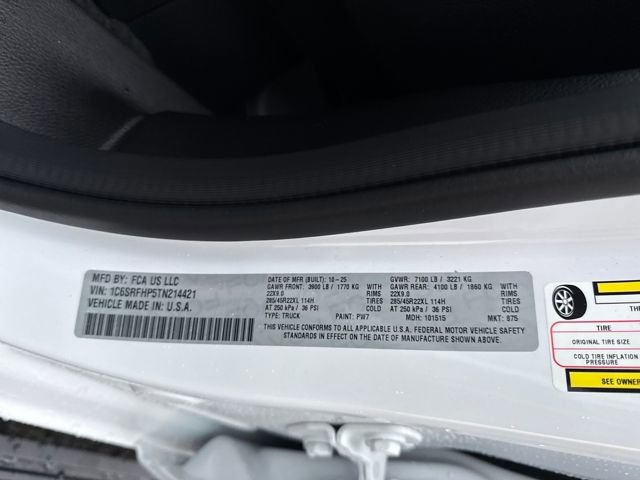 MFD BY: FCA US LLC
VIN: 1C6SRFHP5TN214421
VEHICLE MADE IN: U.S.A.
DATE OF MFR (BUILT): 10-25
GAWR FRONT: 3900 LB / 1770 KG WITH
22X9.0 RIMS
285/45R22XL 114H TIRES
AT 250 kPa / 36 PSI COLD
TYPE: TRUCK PAINT: PW7
GVWR: 7100 LB / 3221 KG
GAWR REAR: 4100 LB / 1860 KG WITH
22X9.0 RIMS
285/45R22XL 114H TIRES
AT 250 kPa / 36 PSI COLD
MDH: 101515 MKT: 875
THIS VEHICLE CONFORMS TO ALL APPLICABLE U.S.A. FEDERAL MOTOR VEHICLE SAFETY
STANDARDS IN EFFECT ON THE DATE OF MANUFACTURE SHOWN ABOVE.
TIRE
ORIGINAL TIRE SIZE
COLD TIRE INFLATION
PRESSURE
SEE OWNER